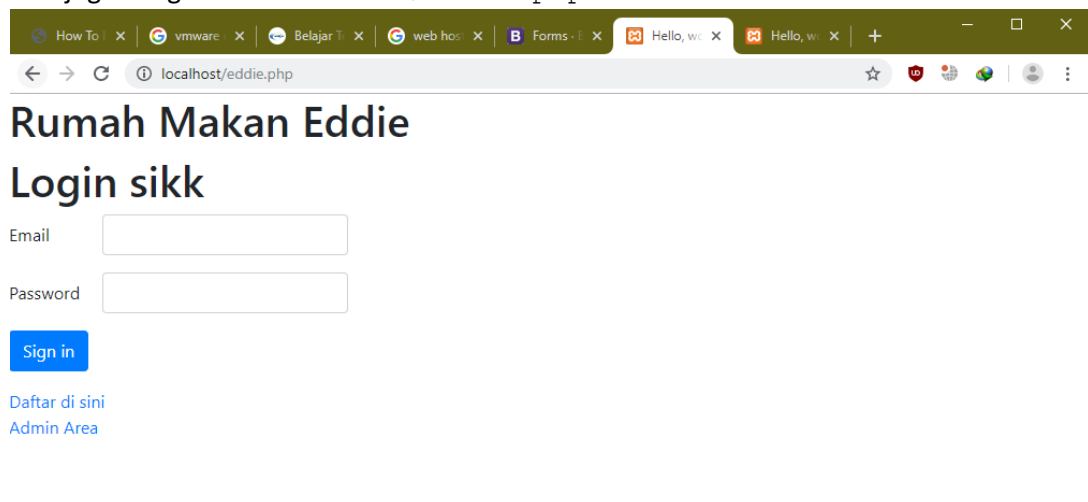 How To
vmware
Belajar T
web hos
Forms · E
Hello, wo
Hello, wo
localhost/eddie.php
Rumah Makan Eddie
Login sikk
Email
Password
Sign in
Daftar di sini
Admin Area